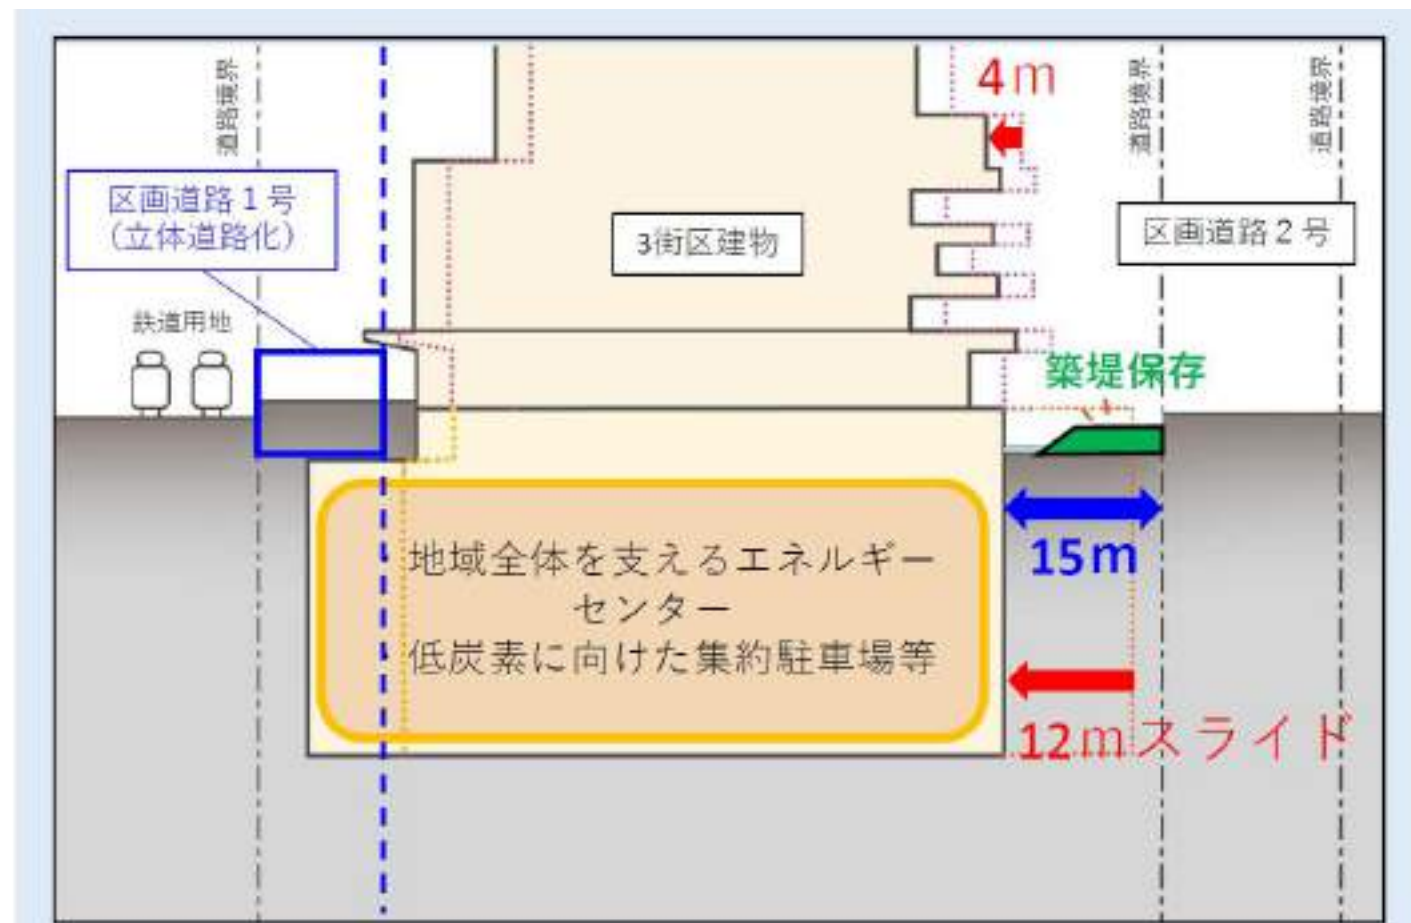 道路境界
4m
道路境界
道路境界
区画道路1号
（立体道路化）
3街区建物
区画道路2号
鉄道用地
築堤保存
地域全体を支えるエネルギー
センター
低炭素に向けた集約駐車場等
15m
12mスライド